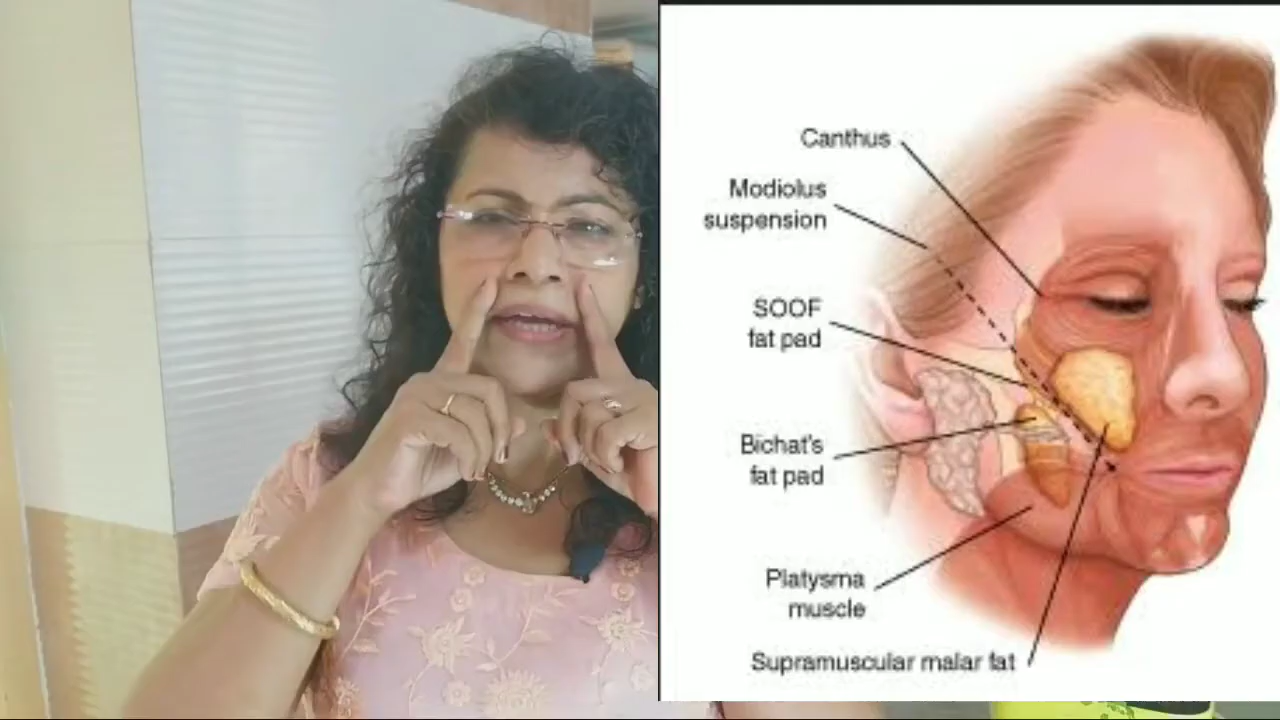 Canthus
Modiolus
suspension
SOOF
fat pad
Bichat's
fat pad
Platysma
muscle
Supramuscular malar fat